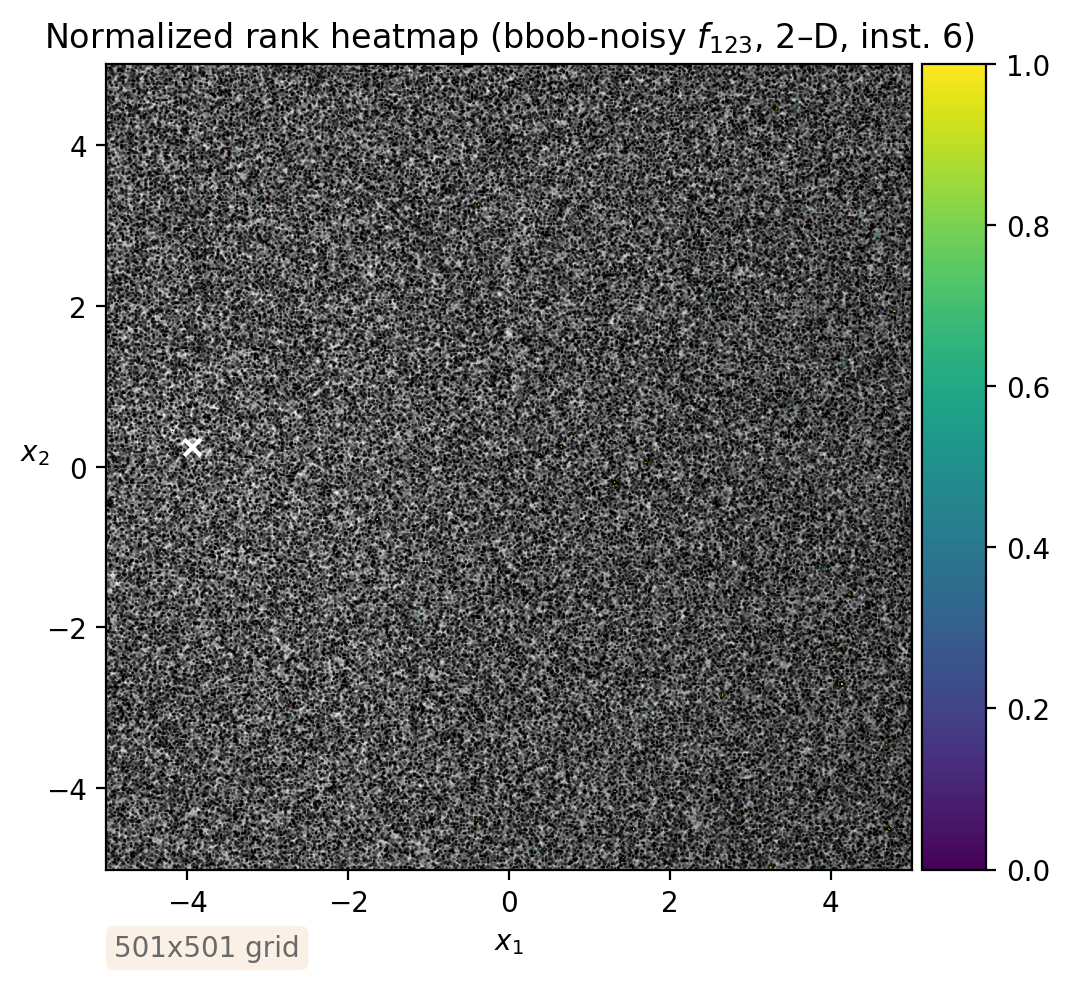 Normalized rank heatmap (bbob-noisy f₁₂₃, 2–D, inst. 6)
1.0
0.8
0.6
0.4
0.2
0.0
4
2
0
−2
−4
x₂
−4 −2 0 2 4
x₁
501x501 grid